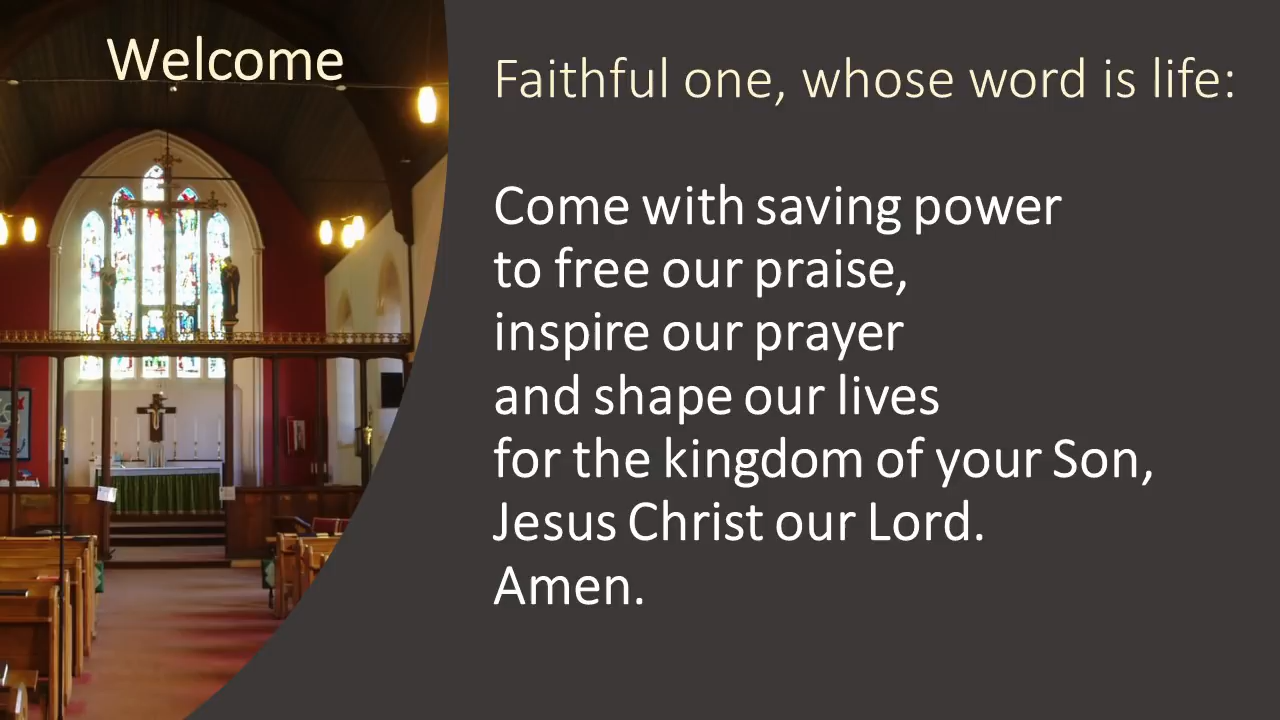 Welcome
Faithful one, whose word is life:
Come with saving power
to free our praise,
inspire our prayer
and shape our lives
for the kingdom of your Son,
Jesus Christ our Lord.
Amen.